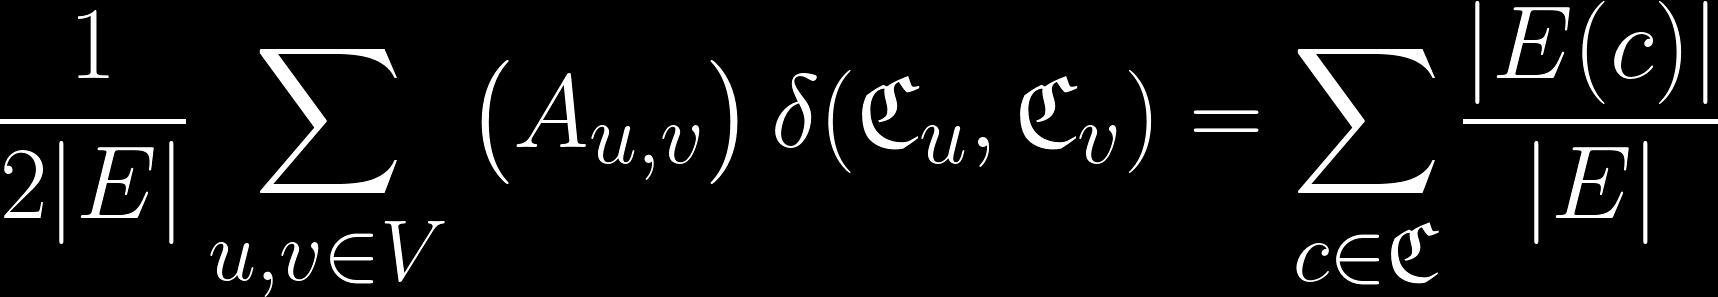 \frac{1}{2|E|} \sum_{u,v \in V} \left( A_{u,v} \right) \delta(\mathfrak{C}_u, \mathfrak{C}_v) = \sum_{c \in \mathfrak{C}} \frac{|E(c)|}{|E|}